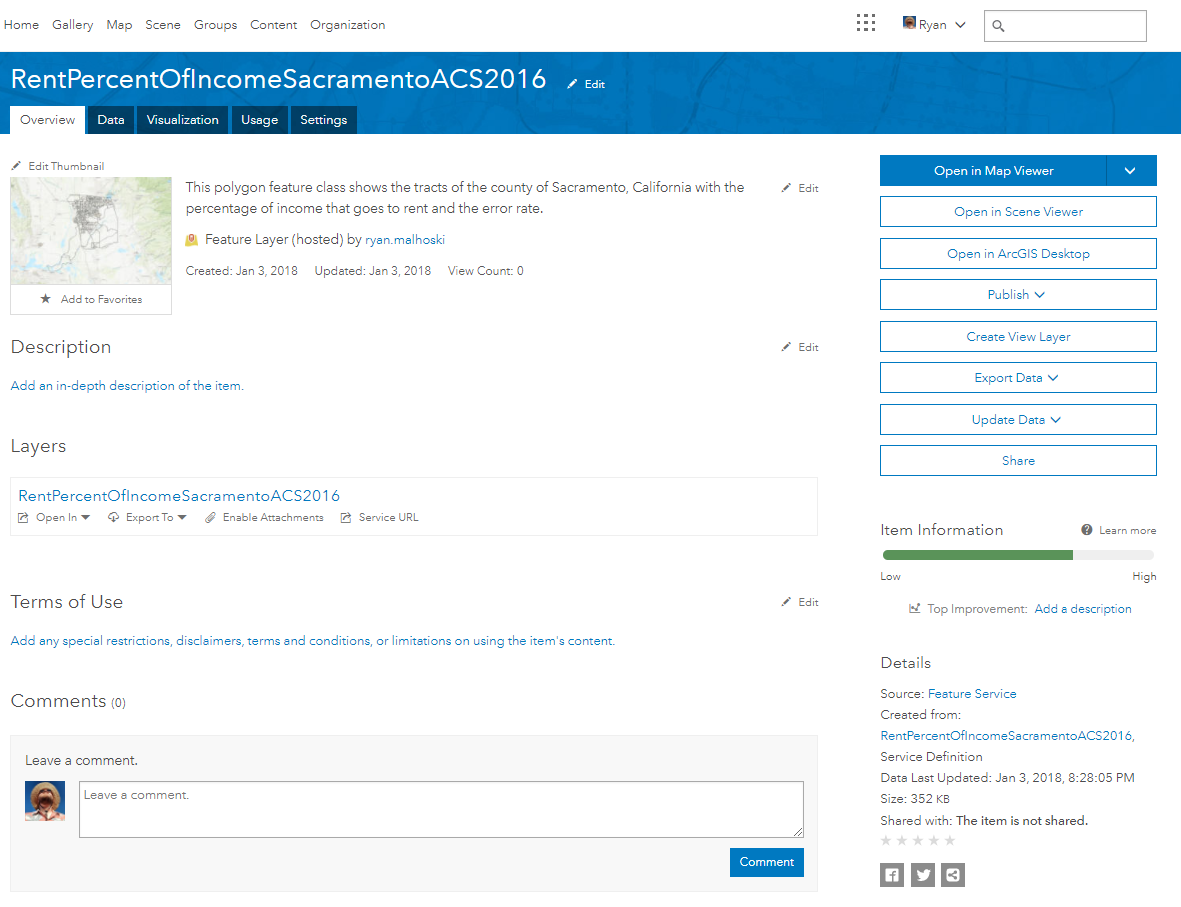 Home Gallery Map Scene Groups Content Organization
Ryan
RentPercentOfIncomeSacramentoACS2016 Edit
Overview Data Visualization Usage Settings
Edit Thumbnail
This polygon feature class shows the tracts of the county of Sacramento, California with the
percentage of income that goes to rent and the error rate.
Edit
Feature Layer (hosted) by ryan.malhoski
Created: Jan 3, 2018 Updated: Jan 3, 2018 View Count: 0
Add to Favorites
Description
Edit
Add an in-depth description of the item.
Layers
RentPercentOfIncomeSacramentoACS2016
Open In Export To Enable Attachments Service URL
Terms of Use
Edit
Add any special restrictions, disclaimers, terms and conditions, or limitations on using the item's content.
Comments (0)
Leave a comment.
Leave a comment.
Comment
Open in Map Viewer
Open in Scene Viewer
Open in ArcGIS Desktop
Publish
Create View Layer
Export Data
Update Data
Share
Item Information
Learn more
Low High
Top Improvement: Add a description
Details
Source: Feature Service
Created from:
RentPercentOfIncomeSacramentoACS2016,
Service Definition
Data Last Updated: Jan 3, 2018, 8:28:05 PM
Size: 352 KB
Shared with: The item is not shared.